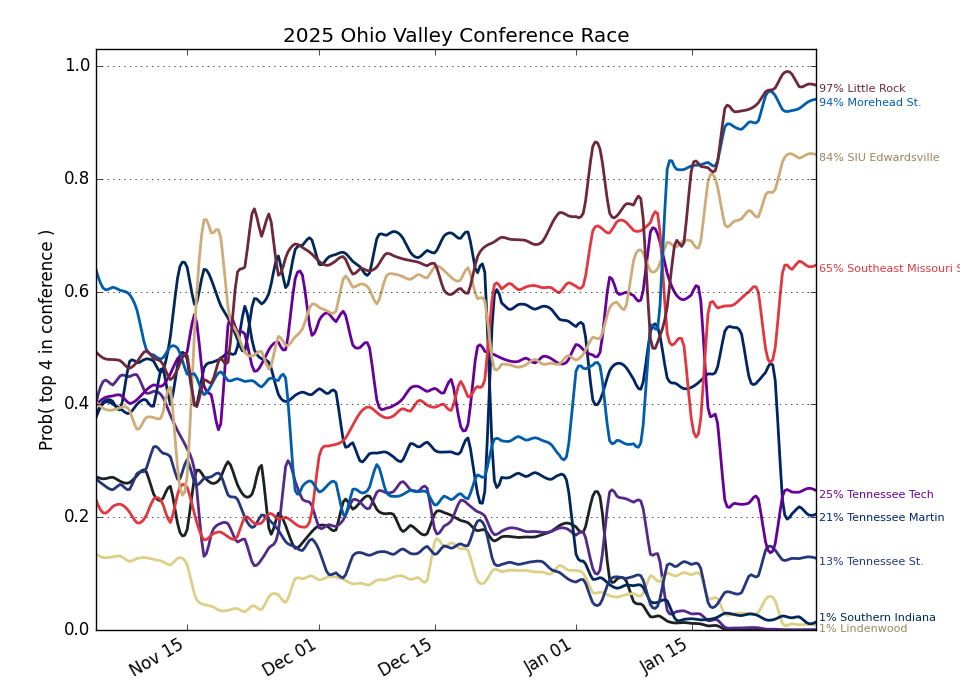 2025 Ohio Valley Conference Race
Prob( top 4 in conference )
1.0
0.8
0.6
0.4
0.2
0.0
Nov 15
Dec 01
Dec 15
Jan 01
Jan 15
97% Little Rock
94% Morehead St.
84% SIU Edwardsville
65% Southeast Missouri S
25% Tennessee Tech
21% Tennessee Martin
13% Tennessee St.
1% Southern Indiana
1% Lindenwood